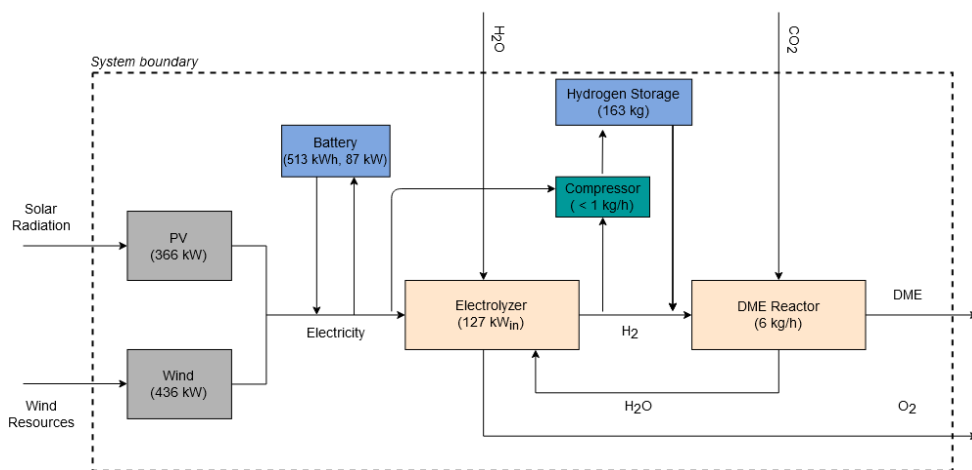 H₂O
CO₂
System boundary
Hydrogen Storage
(163 kg)
Battery
(513 kWh, 87 kW)
Compressor
( < 1 kg/h)
Solar
Radiation
PV
(366 kW)
Electrolyzer
(127 kWin)
DME Reactor
(6 kg/h)
DME
Electricity
H₂
Wind
(436 kW)
Wind
Resources
H₂O
O₂